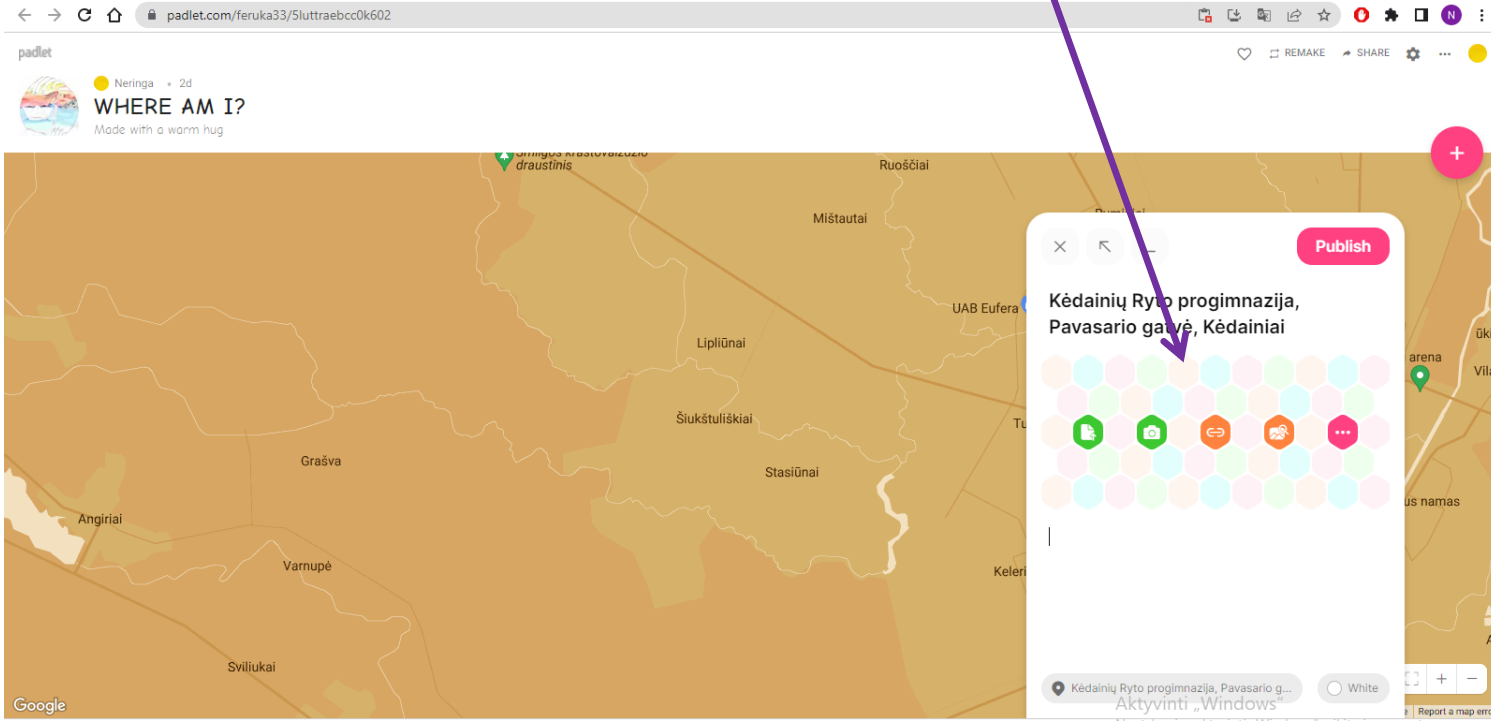 padlet.com/feruka33/5luttraebcc0k602
N
padlet
REMAKE
SHARE
Neringa • 2d
WHERE AM I?
Made with a warm hug
+
draustinis
Ruoščiai
Mištautai
Publish
Kėdainių Ryto progimnazija,
Pavasario gatvė, Kėdainiai
UAB Eufera
Lipliūnai
arena
Šiukštuliškiai
Grašva
Stasiūnai
us namas
Angiriai
Varnupė
Sviliukai
Kėdainių Ryto progimnazija, Pavasario g...
White
Aktyvinti „Windows“
Google
Report a map erro